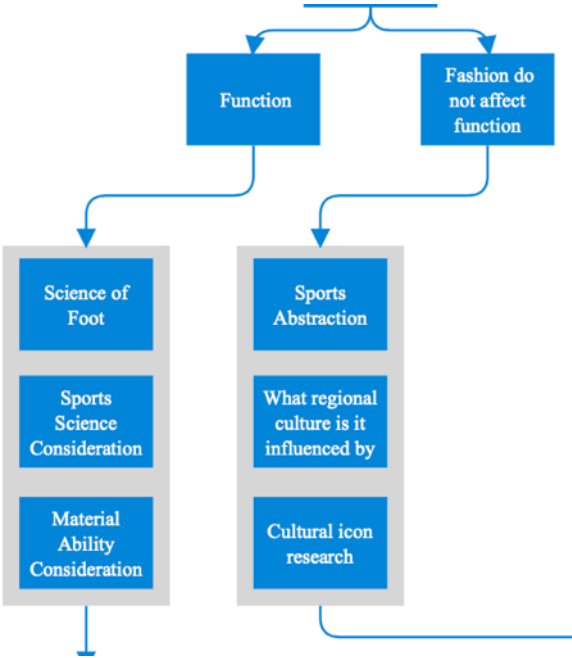 Function
Fashion do
not affect
function
Science of
Foot
Sports
Science
Consideration
Material
Ability
Consideration
Sports
Abstraction
What regional
culture is it
influenced by
Cultural icon
research